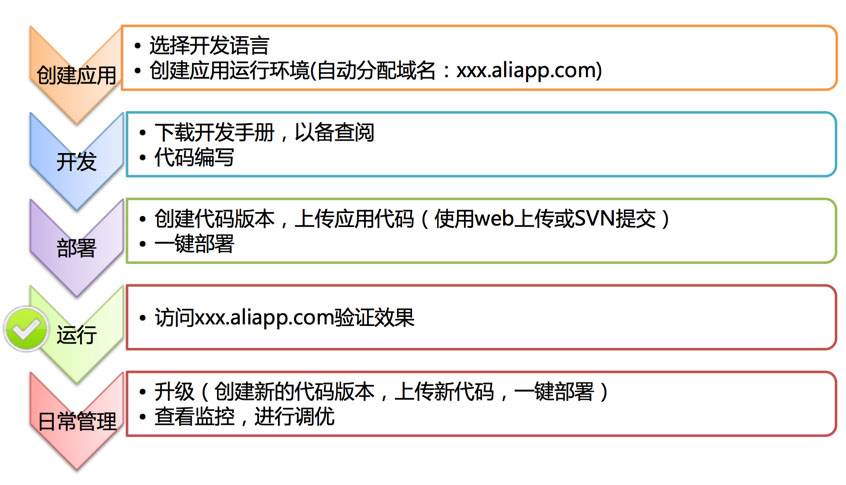 创建应用
• 选择开发语言
• 创建应用运行环境(自动分配域名：xxx.aliapp.com)
开发
• 下载开发手册，以备查阅
• 代码编写
部署
• 创建代码版本，上传应用代码（使用web上传或SVN提交）
• 一键部署
运行
• 访问xxx.aliapp.com验证效果
日常管理
• 升级（创建新的代码版本，上传新代码，一键部署）
• 查看监控，进行调优